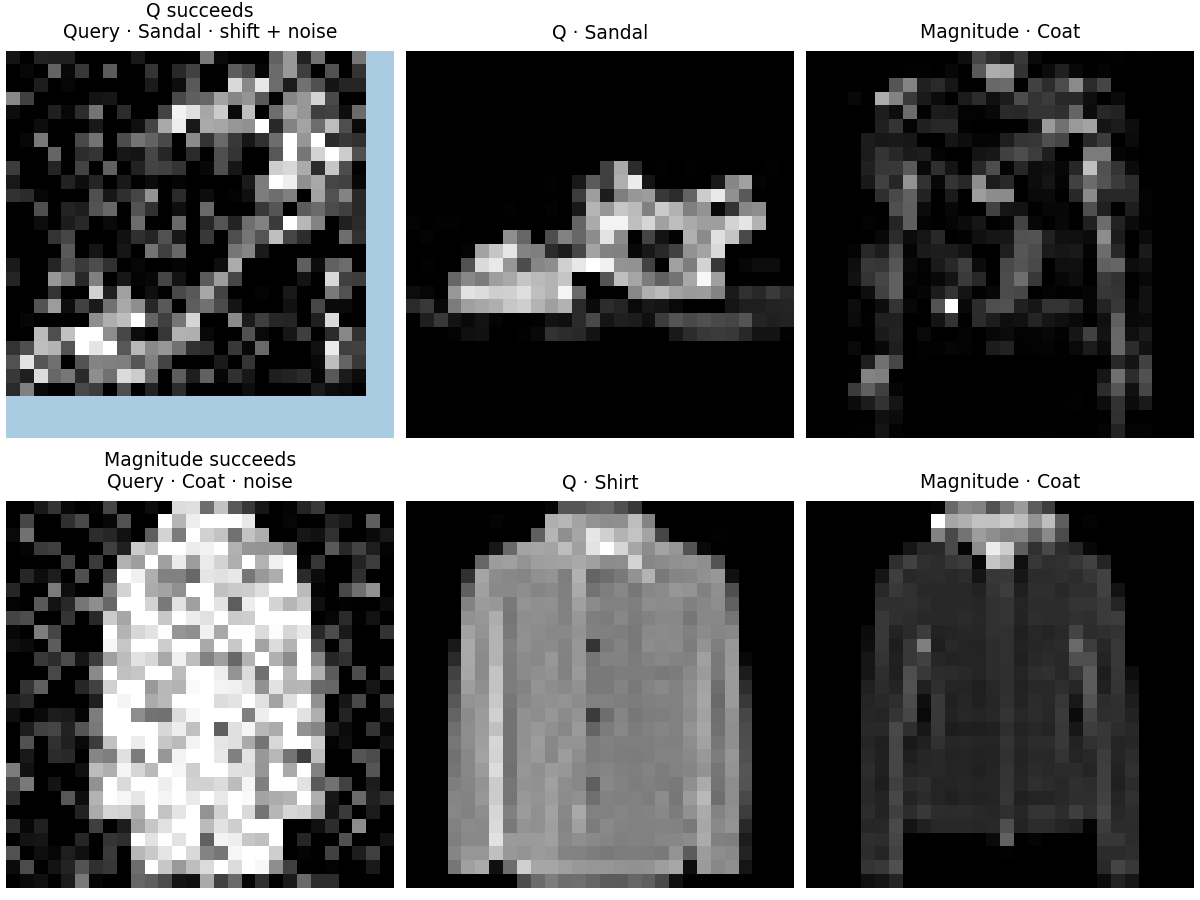 Q succeeds
Query · Sandal · shift + noise
Q · Sandal
Magnitude · Coat
Magnitude succeeds
Query · Coat · noise
Q · Shirt
Magnitude · Coat